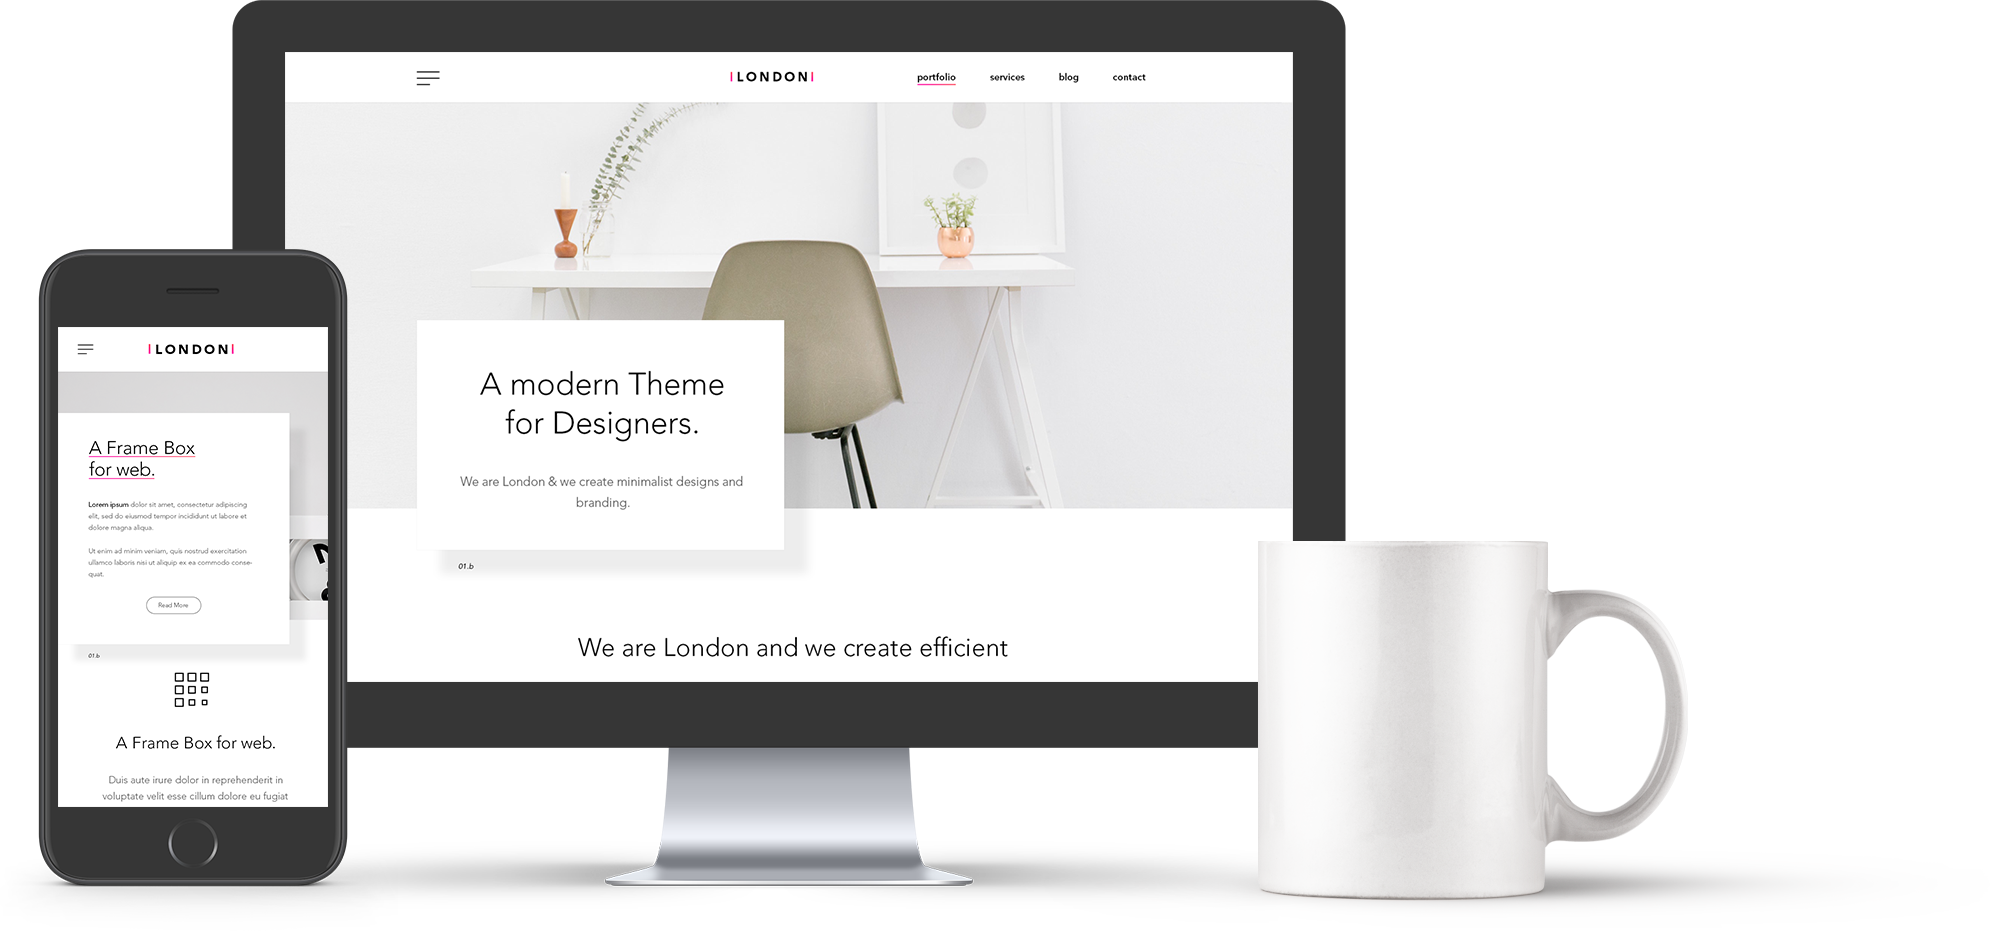 |LONDON|
portfolio services blog contact
A modern Theme
for Designers.
We are London & we create minimalist designs and
branding.
01.b
We are London and we create efficient
|LONDON|
A Frame Box
for web.
Lorem ipsum dolor sit amet, consectetur adipiscing
elit, sed do eiusmod tempor incididunt ut labore et
dolore magna aliqua.
Ut enim ad minim veniam, quis nostrud exercitation
ullamco laboris nisi ut aliquip ex ea commodo conse-
quat.
Read More
01.b
A Frame Box for web.
Duis aute irure dolor in reprehenderit in
voluptate velit esse cillum dolore eu fugiat